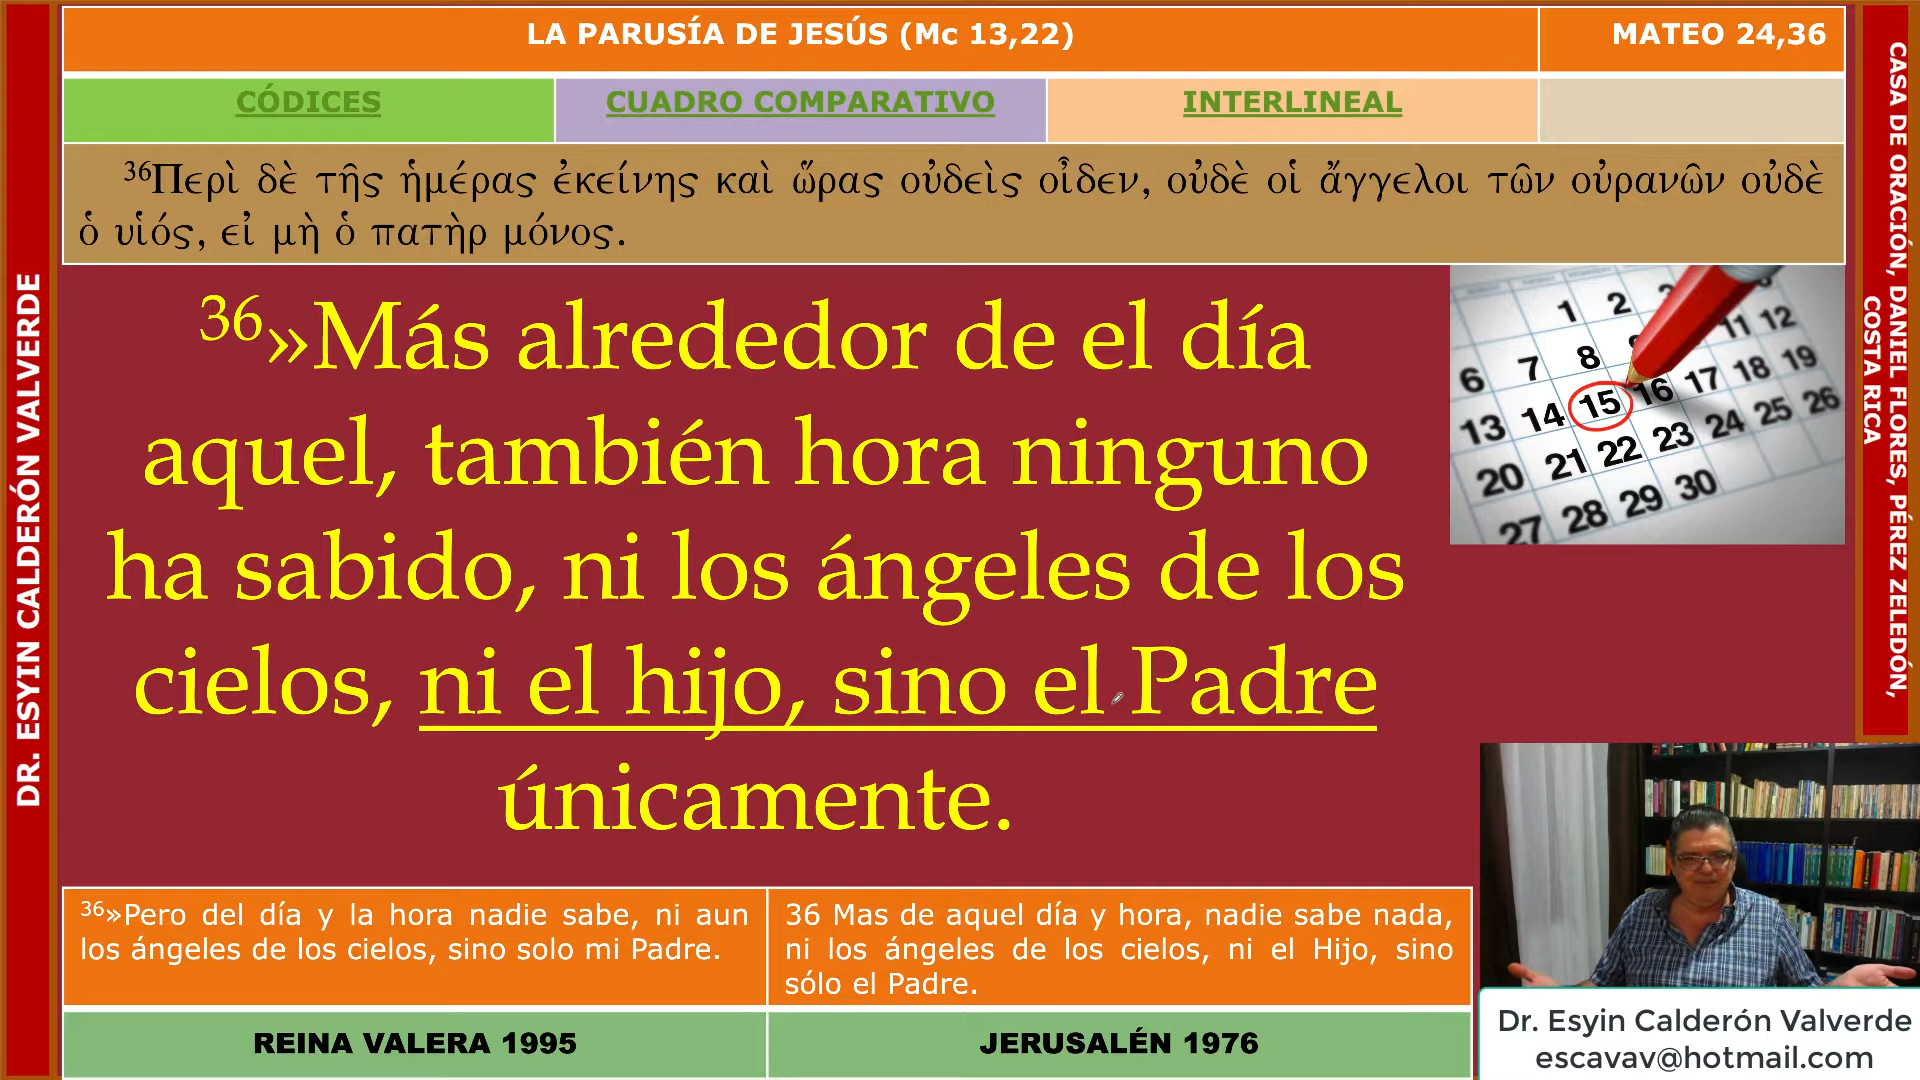 LA PARUSÍA DE JESÚS (Mc 13,22)
MATEO 24,36
CÓDICES
CUADRO COMPARATIVO
INTERLINEAL
36Περὶ δὲ τῆς ἡμέρας ἐκείνης καὶ ὥρας οὐδεὶς οἶδεν, οὐδὲ οἱ ἄγγελοι τῶν οὐρανῶν οὐδὲ
ὁ υἱός, εἰ μὴ ὁ πατὴρ μόνος.
36»Más alrededor de el día
aquel, también hora ninguno
ha sabido, ni los ángeles de los
cielos, ni el hijo, sino el Padre
únicamente.
1 2
6 7 8 11 12
13 14 15 16 17 18 19
20 21 22 23 24 25 26
27 28 29 30
36»Pero del día y la hora nadie sabe, ni aun
los ángeles de los cielos, sino solo mi Padre.
REINA VALERA 1995
36 Mas de aquel día y hora, nadie sabe nada,
ni los ángeles de los cielos, ni el Hijo, sino
sólo el Padre.
JERUSALÉN 1976
DR. ESYIN CALDERÓN VALVERDE
CASA DE ORACIÓN, DANIEL FLORES, PÉREZ ZELEDÓN,
COSTA RICA
Dr. Esyin Calderón Valverde
escavav@hotmail.com